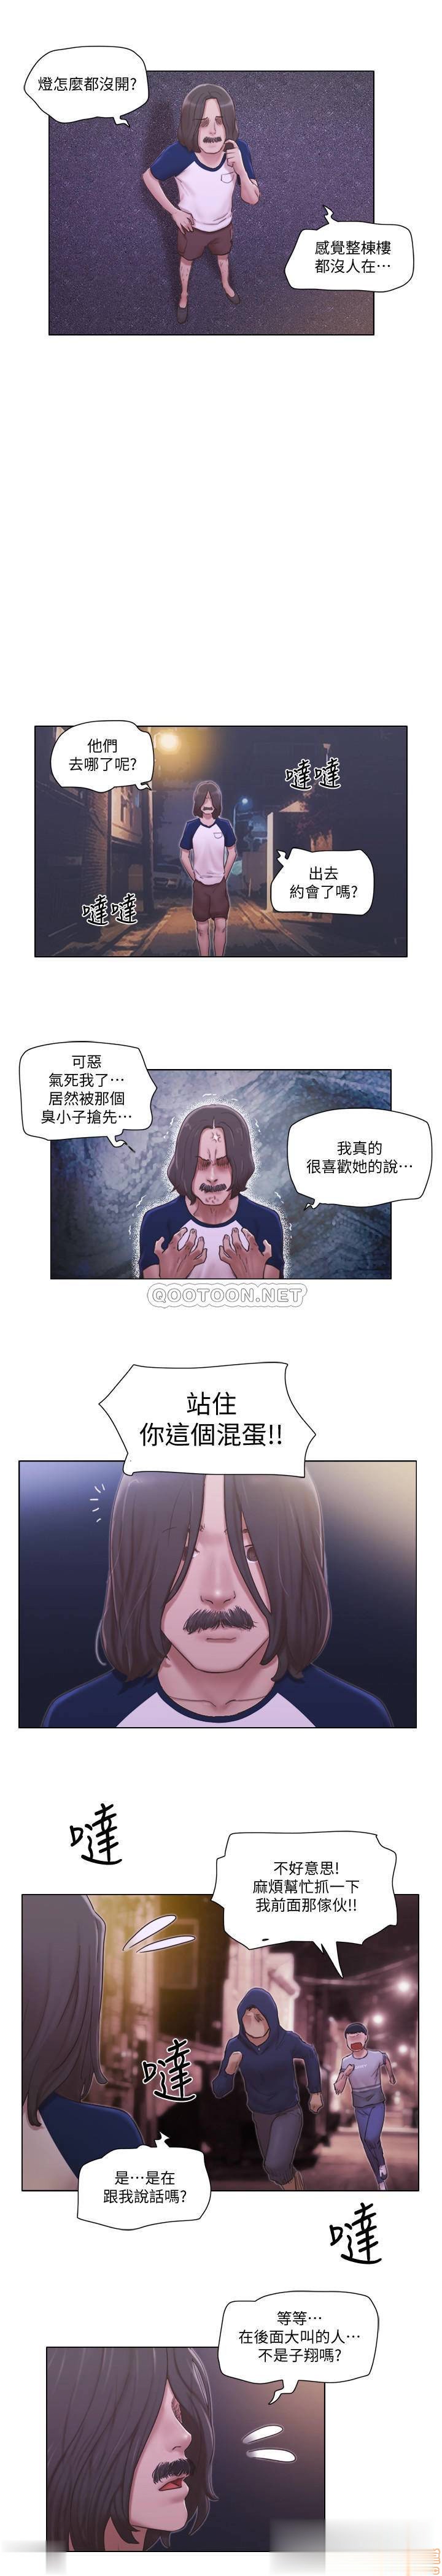 燈怎麼都沒開?
感覺整棟樓
都沒人在…
他們
去哪了呢?
噠噠
出去
約會了嗎?
噠噠
可惡
氣死我了…
居然被那個
臭小子搶先…
我真的
很喜歡她的說…
QOOTOON.NET
站住
你這個混蛋!!
噠
不好意思!
麻煩幫忙抓一下
我前面那傢伙!!
噠
是…是在
跟我說話嗎?
噠
等等…
在後面大叫的人…
不是子翔嗎?